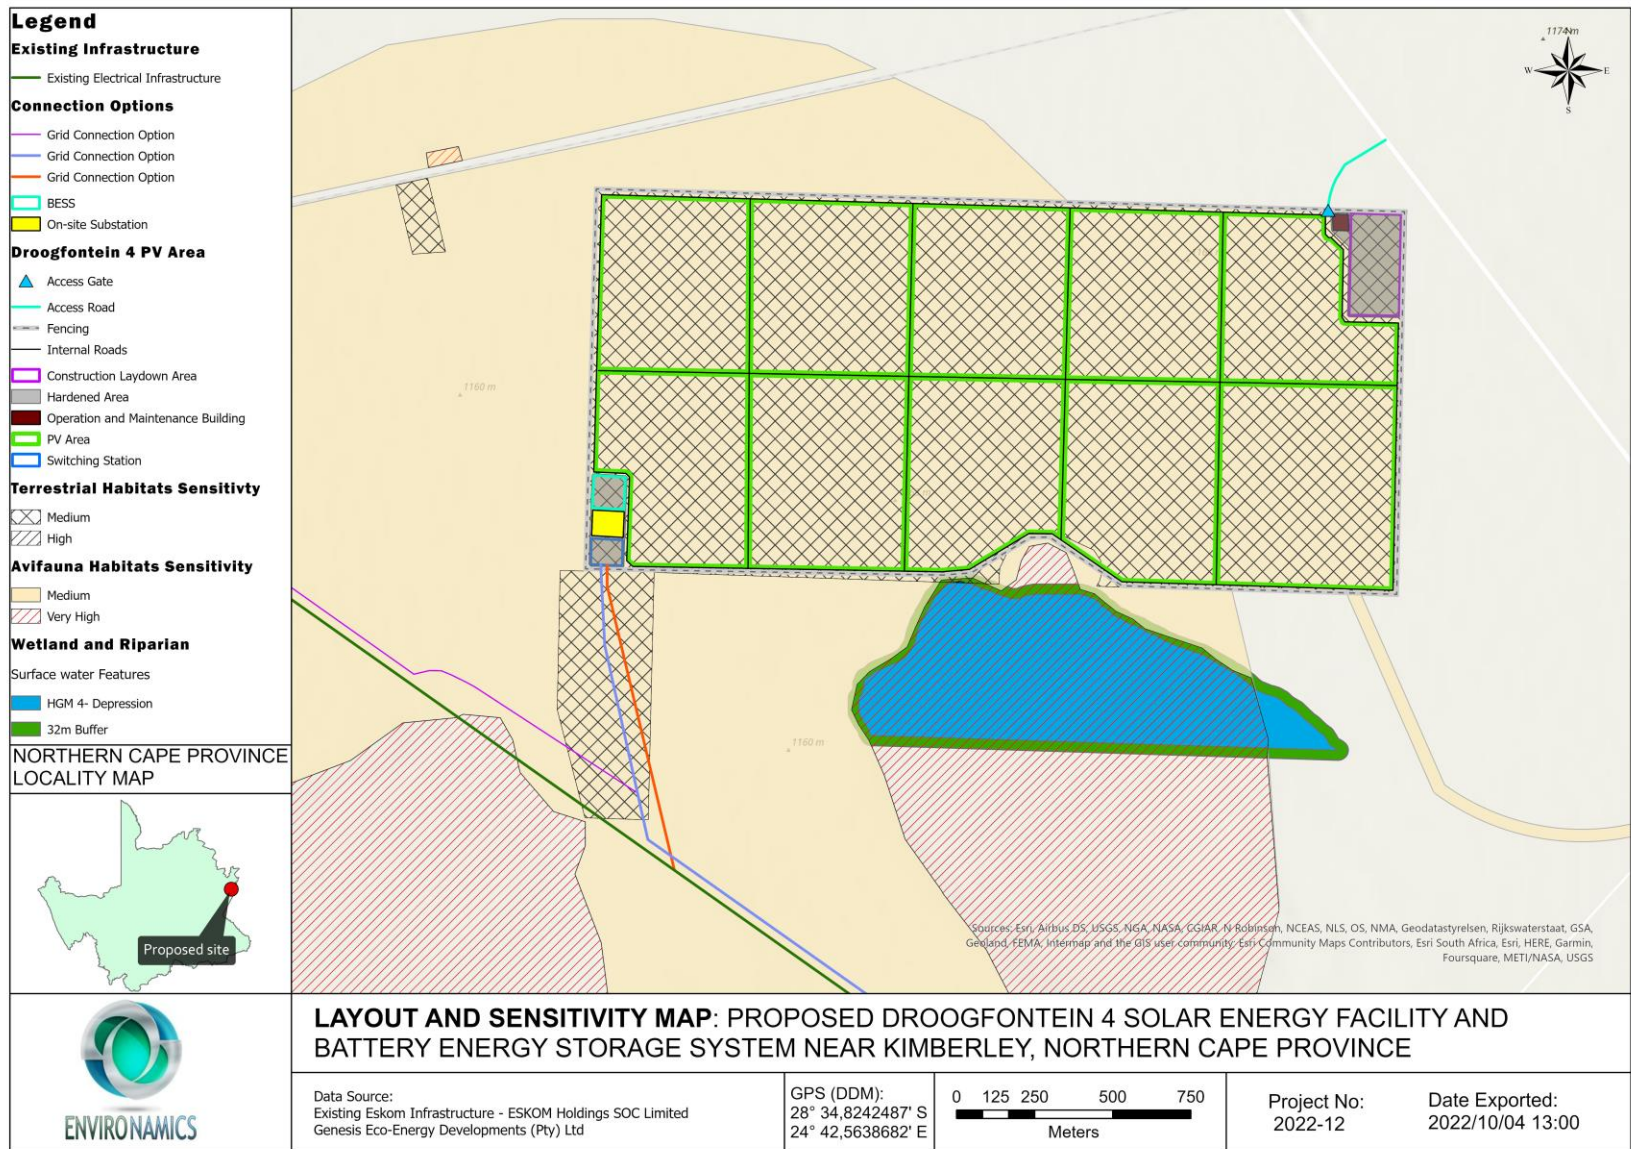 Legend
Existing Infrastructure
Existing Electrical Infrastructure
Connection Options
Grid Connection Option
Grid Connection Option
Grid Connection Option
BESS
On-site Substation
Droogfontein 4 PV Area
Access Gate
Access Road
Fencing
Internal Roads
Construction Laydown Area
Hardened Area
Operation and Maintenance Building
PV Area
Switching Station
Terrestrial Habitats Sensitivty
Medium
High
Avifauna Habitats Sensitivity
Medium
Very High
Wetland and Riparian
Surface water Features
HGM 4- Depression
32m Buffer
NORTHERN CAPE PROVINCE
LOCALITY MAP
Proposed site
ENVIRONAMICS
1174 m
N
W
E
S
1160 m
1160 m
Sources: Esri, Airbus DS, USGS, NGA, NASA, CGIAR, N Robinson, NCEAS, NLS, OS, NMA, Geodatastyrelsen, Rijkswaterstaat, GSA,
Geoland, FEMA, Intermap and the GIS user community; Esri Community Maps Contributors, Esri South Africa, Esri, HERE, Garmin,
Foursquare, METI/NASA, USGS
LAYOUT AND SENSITIVITY MAP: PROPOSED DROOGFONTEIN 4 SOLAR ENERGY FACILITY AND
BATTERY ENERGY STORAGE SYSTEM NEAR KIMBERLEY, NORTHERN CAPE PROVINCE
Data Source:
Existing Eskom Infrastructure - ESKOM Holdings SOC Limited
Genesis Eco-Energy Developments (Pty) Ltd
GPS (DDM):
28° 34,8242487' S
24° 42,5638682' E
0 125 250 500 750
Meters
Project No:
2022-12
Date Exported:
2022/10/04 13:00